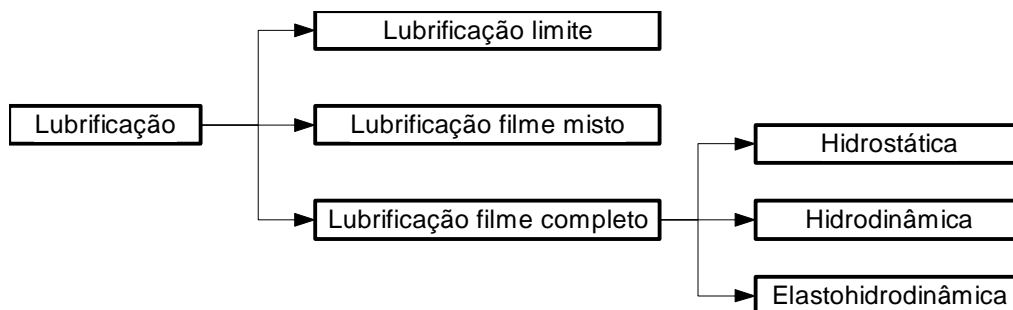 Lubrificação
Lubrificação limite
Lubrificação filme misto
Lubrificação filme completo
Hidrostática
Hidrodinâmica
Elastohidrodinâmica